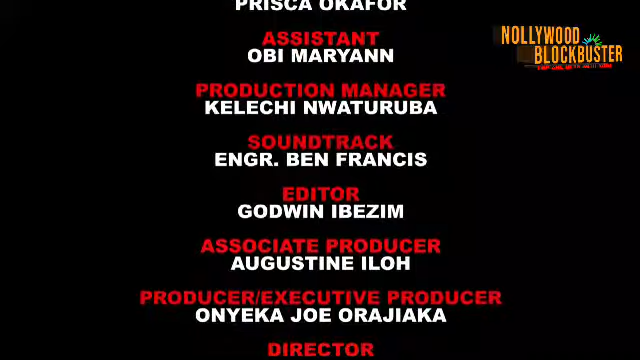 PRISCA OKAFOR
ASSISTANT
OBI MARYANN
PRODUCTION MANAGER
KELECHI NWATURUBA
SOUNDTRACK
ENGR. BEN FRANCIS
EDITOR
GODWIN IBEZIM
ASSOCIATE PRODUCER
AUGUSTINE ILOH
PRODUCER/EXECUTIVE PRODUCER
ONYEKA JOE ORAJIAKA
DIRECTOR
NOLLYWOOD
BLOCKBUSTER